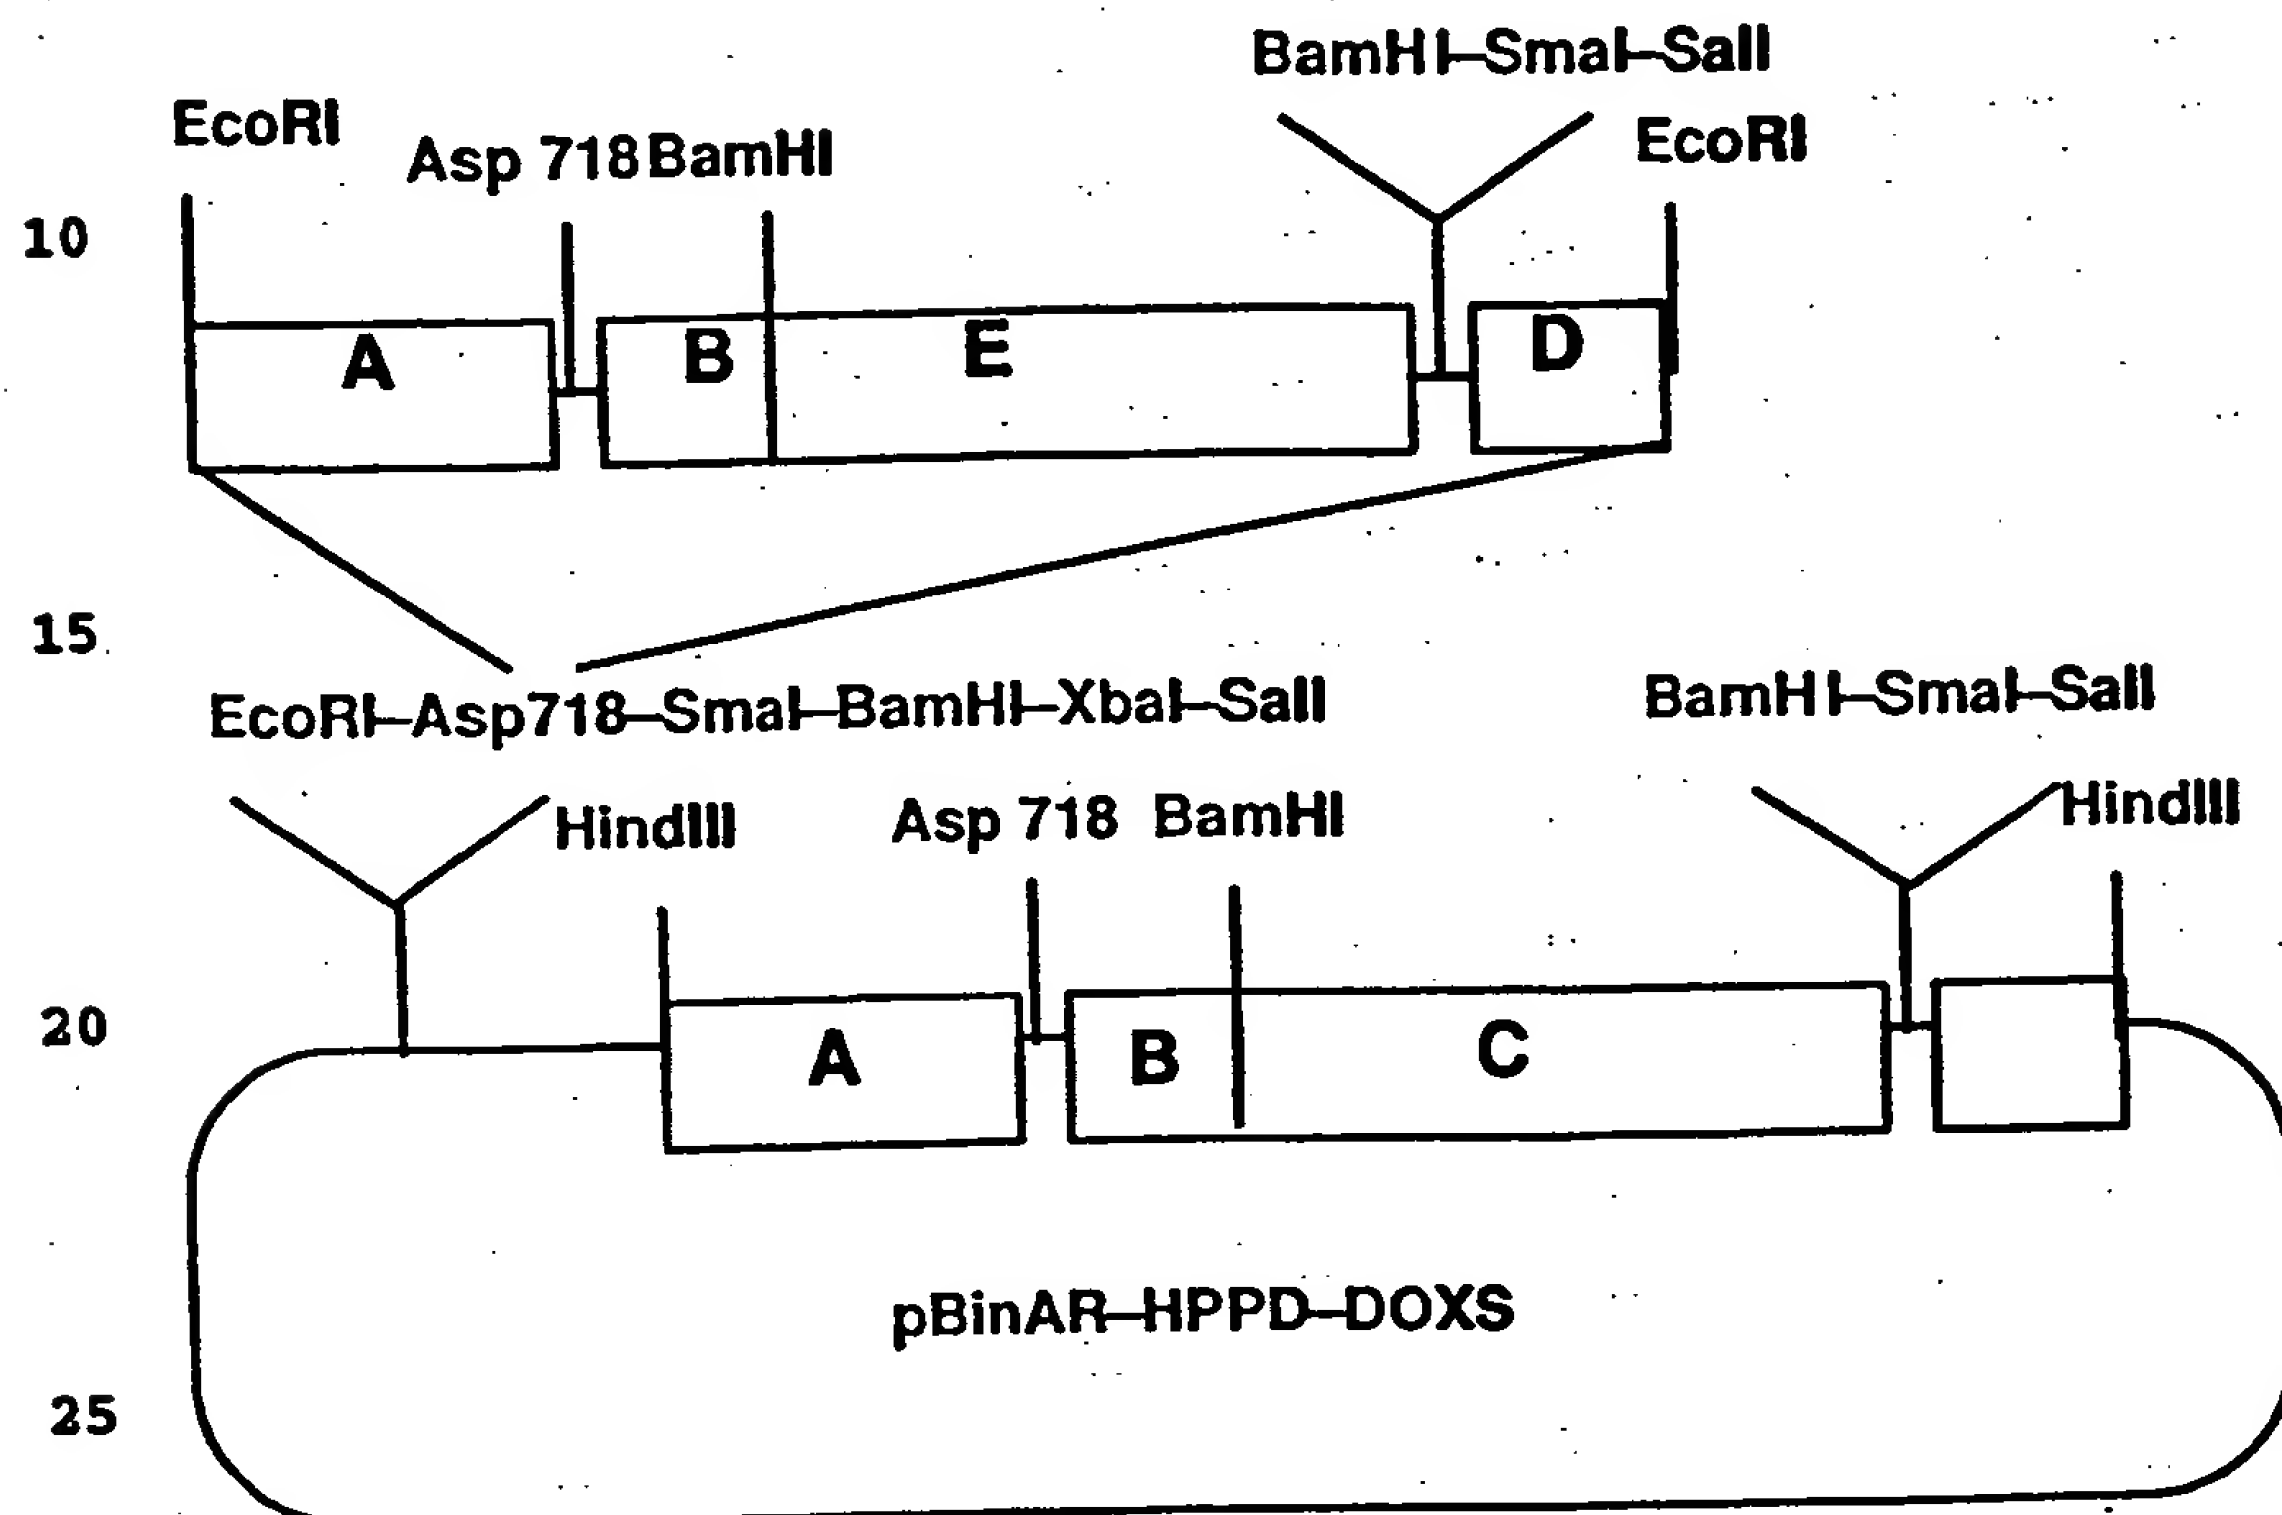 BamHI–SmaI–SalI
EcoRI
Asp 718 BamHI
EcoRI
10
A
B
E
D
15
EcoRI–Asp718–SmaI–BamHI–XbaI–SalI
BamHI–SmaI–SalI
HindIII
Asp 718 BamHI
HindIII
20
A
B
C
pBinAR–HPPD–DOXS
25